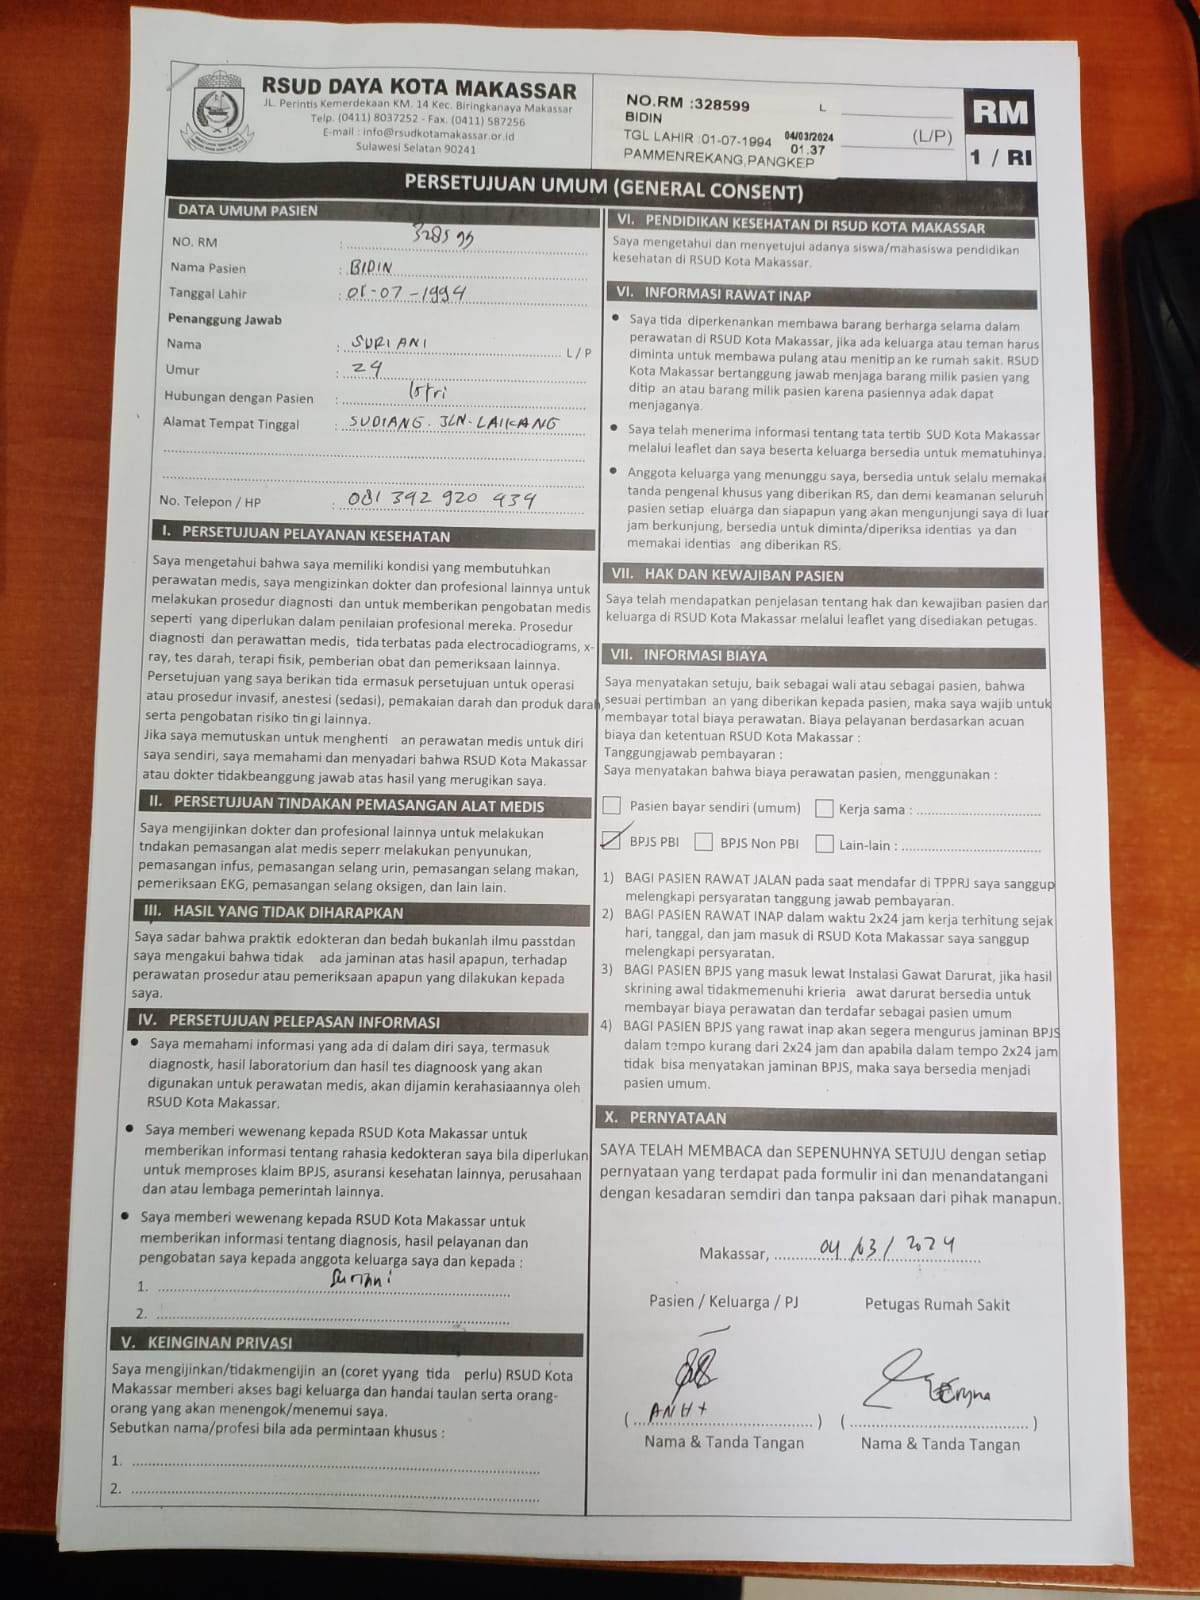 RSUD DAYA KOTA MAKASSAR
JL. Perintis Kemerdekaan KM. 14 Kec. Biringkanaya Makassar
Telp. (0411) 8037252 - Fax. (0411) 587256
E-mail : info@rsudkotamakassar.or.id
Sulawesi Selatan 90241
NO.RM :328599 L
BIDIN
TGL LAHIR :01-07-1994 04/03/2024
01.37
PAMMENREKANG,PANGKEP
(L/P)
RM
1 / RI
PERSETUJUAN UMUM (GENERAL CONSENT)
DATA UMUM PASIEN
NO. RM : 328599
Nama Pasien : BIDIN
Tanggal Lahir : 01-07-1994
Penanggung Jawab
Nama : SURIANI L / P
Umur : 24
Hubungan dengan Pasien : Istri
Alamat Tempat Tinggal : SUDIANG. JLN. LAIKANG
No. Telepon / HP : 081 392 920 939
I. PERSETUJUAN PELAYANAN KESEHATAN
Saya mengetahui bahwa saya memiliki kondisi yang membutuhkan
perawatan medis, saya mengizinkan dokter dan profesional lainnya untuk
melakukan prosedur diagnosti dan untuk memberikan pengobatan medis
seperti yang diperlukan dalam penilaian profesional mereka. Prosedur
diagnosti dan perawattan medis, tida terbatas pada electrocadiograms, x-
ray, tes darah, terapi fisik, pemberian obat dan pemeriksaan lainnya.
Persetujuan yang saya berikan tida ermasuk persetujuan untuk operasi
atau prosedur invasif, anestesi (sedasi), pemakaian darah dan produk darah,
serta pengobatan risiko tin gi lainnya.
Jika saya memutuskan untuk menghenti an perawatan medis untuk diri
saya sendiri, saya memahami dan menyadari bahwa RSUD Kota Makassar
atau dokter tidakbeanggung jawab atas hasil yang merugikan saya.
II. PERSETUJUAN TINDAKAN PEMASANGAN ALAT MEDIS
Saya mengijinkan dokter dan profesional lainnya untuk melakukan
tndakan pemasangan alat medis seperr melakukan penyunukan,
pemasangan infus, pemasangan selang urin, pemasangan selang makan,
pemeriksaan EKG, pemasangan selang oksigen, dan lain lain.
III. HASIL YANG TIDAK DIHARAPKAN
Saya sadar bahwa praktik edokteran dan bedah bukanlah ilmu passtdan
saya mengakui bahwa tidak ada jaminan atas hasil apapun, terhadap
perawatan prosedur atau pemeriksaan apapun yang dilakukan kepada
saya.
IV. PERSETUJUAN PELEPASAN INFORMASI
• Saya memahami informasi yang ada di dalam diri saya, termasuk
diagnostk, hasil laboratorium dan hasil tes diagnoosk yang akan
digunakan untuk perawatan medis, akan dijamin kerahasiaannya oleh
RSUD Kota Makassar.
• Saya memberi wewenang kepada RSUD Kota Makassar untuk
memberikan informasi tentang rahasia kedokteran saya bila diperlukan
untuk memproses klaim BPJS, asuransi kesehatan lainnya, perusahaan
dan atau lembaga pemerintah lainnya.
• Saya memberi wewenang kepada RSUD Kota Makassar untuk
memberikan informasi tentang diagnosis, hasil pelayanan dan
pengobatan saya kepada anggota keluarga saya dan kepada :
1. Suriani
2.
V. KEINGINAN PRIVASI
Saya mengijinkan/tidakmengijin an (coret yyang tida perlu) RSUD Kota
Makassar memberi akses bagi keluarga dan handai taulan serta orang-
orang yang akan menengok/menemui saya.
Sebutkan nama/profesi bila ada permintaan khusus :
1.
2.
VI. PENDIDIKAN KESEHATAN DI RSUD KOTA MAKASSAR
Saya mengetahui dan menyetujui adanya siswa/mahasiswa pendidikan
kesehatan di RSUD Kota Makassar.
VI. INFORMASI RAWAT INAP
• Saya tida diperkenankan membawa barang berharga selama dalam
perawatan di RSUD Kota Makassar, jika ada keluarga atau teman harus
diminta untuk membawa pulang atau menitip an ke rumah sakit. RSUD
Kota Makassar bertanggung jawab menjaga barang milik pasien yang
ditip an atau barang milik pasien karena pasiennya adak dapat
menjaganya.
• Saya telah menerima informasi tentang tata tertib SUD Kota Makassar
melalui leaflet dan saya beserta keluarga bersedia untuk mematuhinya.
• Anggota keluarga yang menunggu saya, bersedia untuk selalu memakai
tanda pengenal khusus yang diberikan RS, dan demi keamanan seluruh
pasien setiap eluarga dan siapapun yang akan mengunjungi saya di luar
jam berkunjung, bersedia untuk diminta/diperiksa identias ya dan
memakai identias ang diberikan RS.
VII. HAK DAN KEWAJIBAN PASIEN
Saya telah mendapatkan penjelasan tentang hak dan kewajiban pasien dan
keluarga di RSUD Kota Makassar melalui leaflet yang disediakan petugas.
VII. INFORMASI BIAYA
Saya menyatakan setuju, baik sebagai wali atau sebagai pasien, bahwa
sesuai pertimban an yang diberikan kepada pasien, maka saya wajib untuk
membayar total biaya perawatan. Biaya pelayanan berdasarkan acuan
biaya dan ketentuan RSUD Kota Makassar :
Tanggungjawab pembayaran :
Saya menyatakan bahwa biaya perawatan pasien, menggunakan :
Pasien bayar sendiri (umum) Kerja sama :
BPJS PBI BPJS Non PBI Lain-lain :
1) BAGI PASIEN RAWAT JALAN pada saat mendafar di TPPRJ saya sanggup
melengkapi persyaratan tanggung jawab pembayaran.
2) BAGI PASIEN RAWAT INAP dalam waktu 2x24 jam kerja terhitung sejak
hari, tanggal, dan jam masuk di RSUD Kota Makassar saya sanggup
melengkapi persyaratan.
3) BAGI PASIEN BPJS yang masuk lewat Instalasi Gawat Darurat, jika hasil
skrining awal tidakmemenuhi krieria awat darurat bersedia untuk
membayar biaya perawatan dan terdafar sebagai pasien umum
4) BAGI PASIEN BPJS yang rawat inap akan segera mengurus jaminan BPJS
dalam tempo kurang dari 2x24 jam dan apabila dalam tempo 2x24 jam
tidak bisa menyatakan jaminan BPJS, maka saya bersedia menjadi
pasien umum.
X. PERNYATAAN
SAYA TELAH MEMBACA dan SEPENUHNYA SETUJU dengan setiap
pernyataan yang terdapat pada formulir ini dan menandatangani
dengan kesadaran semdiri dan tanpa paksaan dari pihak manapun.
Makassar, 04/03/2024
Pasien / Keluarga / PJ Petugas Rumah Sakit
( ) ( )
Nama & Tanda Tangan Nama & Tanda Tangan